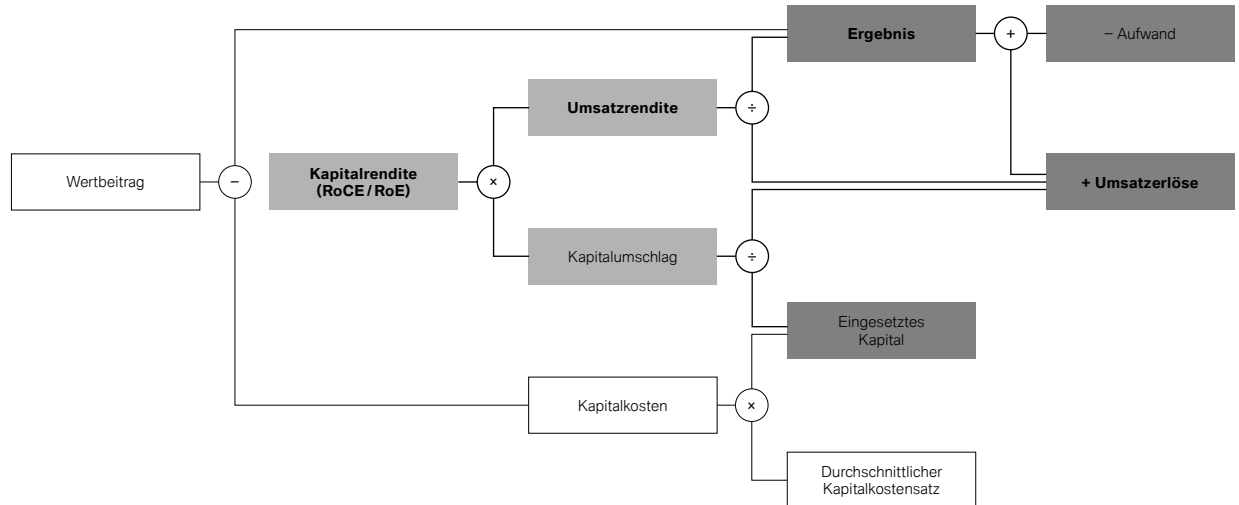 Ergebnis
+
– Aufwand
Umsatzrendite
÷
Wertbeitrag
–
Kapitalrendite
(RoCE / RoE)
×
+ Umsatzerlöse
Kapitalumschlag
÷
Eingesetztes
Kapital
Kapitalkosten
×
Durchschnittlicher
Kapitalkostensatz